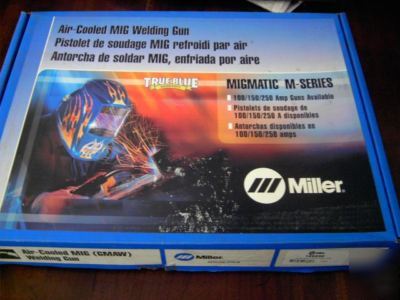 Air-Cooled MIG Welding Gun
Pistolet de soudage MIG refroidi par air
Antorcha de soldar MIG, enfriada por aire
TRUE BLUE
MIGMATIC M-SERIES
100/150/250 Amp Guns Available
Pistolets de soudage de
100/150/250 A disponibles
Antorchas disponibles en
100/150/250 amps
Miller
Air-Cooled MIG (GMAW)
Welding Gun
Miller